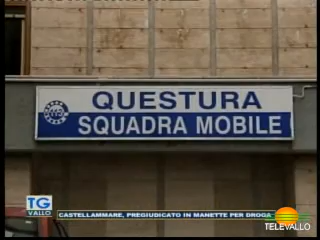 QUESTURA
SQUADRA MOBILE
TG
VALLO
CASTELLAMMARE, PREGIUDICATO IN MANETTE PER DROGA
TELEVALLO